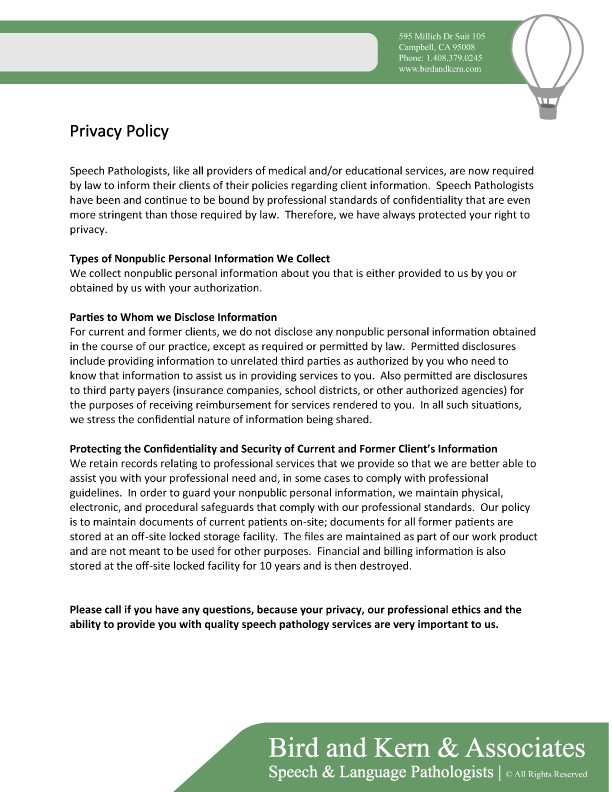 595 Millich Dr Suit 105
Campbell, CA 95008
Phone: 1.408.379.0245
www.birdandkern.com
Privacy Policy
Speech Pathologists, like all providers of medical and/or educational services, are now required
by law to inform their clients of their policies regarding client information.  Speech Pathologists
have been and continue to be bound by professional standards of confidentiality that are even
more stringent than those required by law.  Therefore, we have always protected your right to
privacy.
Types of Nonpublic Personal Information We Collect
We collect nonpublic personal information about you that is either provided to us by you or
obtained by us with your authorization.
Parties to Whom we Disclose Information
For current and former clients, we do not disclose any nonpublic personal information obtained
in the course of our practice, except as required or permitted by law.  Permitted disclosures
include providing information to unrelated third parties as authorized by you who need to
know that information to assist us in providing services to you.  Also permitted are disclosures
to third party payers (insurance companies, school districts, or other authorized agencies) for
the purposes of receiving reimbursement for services rendered to you.  In all such situations,
we stress the confidential nature of information being shared.
Protecting the Confidentiality and Security of Current and Former Client's Information
We retain records relating to professional services that we provide so that we are better able to
assist you with your professional need and, in some cases to comply with professional
guidelines.  In order to guard your nonpublic personal information, we maintain physical,
electronic, and procedural safeguards that comply with our professional standards.  Our policy
is to maintain documents of current patients on-site; documents for all former patients are
stored at an off-site locked storage facility.  The files are maintained as part of our work product
and are not meant to be used for other purposes.  Financial and billing information is also
stored at the off-site locked facility for 10 years and is then destroyed.
Please call if you have any questions, because your privacy, our professional ethics and the
ability to provide you with quality speech pathology services are very important to us.
Bird and Kern & Associates
Speech & Language Pathologists | © All Rights Reserved